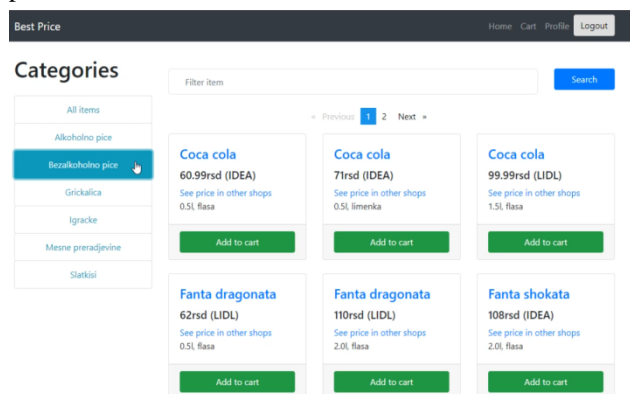 Best Price
Home Cart Profile Logout
Categories
All items
Alkoholno pice
Bezalkoholno pice
Grickalica
Igracke
Mesne preradjevine
Slatkisi
Filter item
Search
« Previous 1 2 Next »
Coca cola
60.99rsd (IDEA)
See price in other shops
0.5l, flasa
Add to cart
Coca cola
71rsd (IDEA)
See price in other shops
0.5l, limenka
Add to cart
Coca cola
99.99rsd (LIDL)
See price in other shops
1.5l, flasa
Add to cart
Fanta dragonata
62rsd (LIDL)
See price in other shops
0.5l, flasa
Add to cart
Fanta dragonata
110rsd (LIDL)
See price in other shops
2.0l, flasa
Add to cart
Fanta shokata
108rsd (IDEA)
See price in other shops
2.0l, flasa
Add to cart